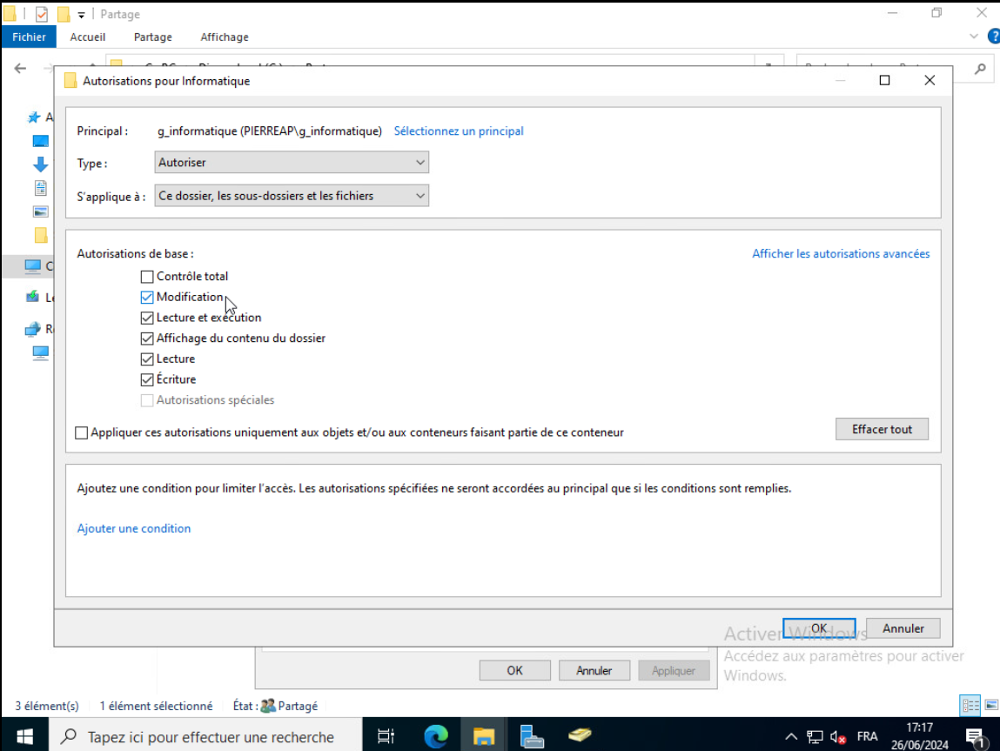 Partage
Fichier Accueil Partage Affichage
Autorisations pour Informatique
Principal : g_informatique (PIERREAP\g_informatique) Sélectionnez un principal
Type : Autoriser
S'applique à : Ce dossier, les sous-dossiers et les fichiers
Autorisations de base : Afficher les autorisations avancées
Contrôle total
Modification
Lecture et exécution
Affichage du contenu du dossier
Lecture
Écriture
Autorisations spéciales
Appliquer ces autorisations uniquement aux objets et/ou aux conteneurs faisant partie de ce conteneur
Effacer tout
Ajoutez une condition pour limiter l'accès. Les autorisations spécifiées ne seront accordées au principal que si les conditions sont remplies.
Ajouter une condition
OK Annuler
Activer Windows
Accédez aux paramètres pour activer
Windows.
OK Annuler Appliquer
3 élément(s) 1 élément sélectionné État : Partagé
Tapez ici pour effectuer une recherche
FRA
17:17
26/06/2024
1